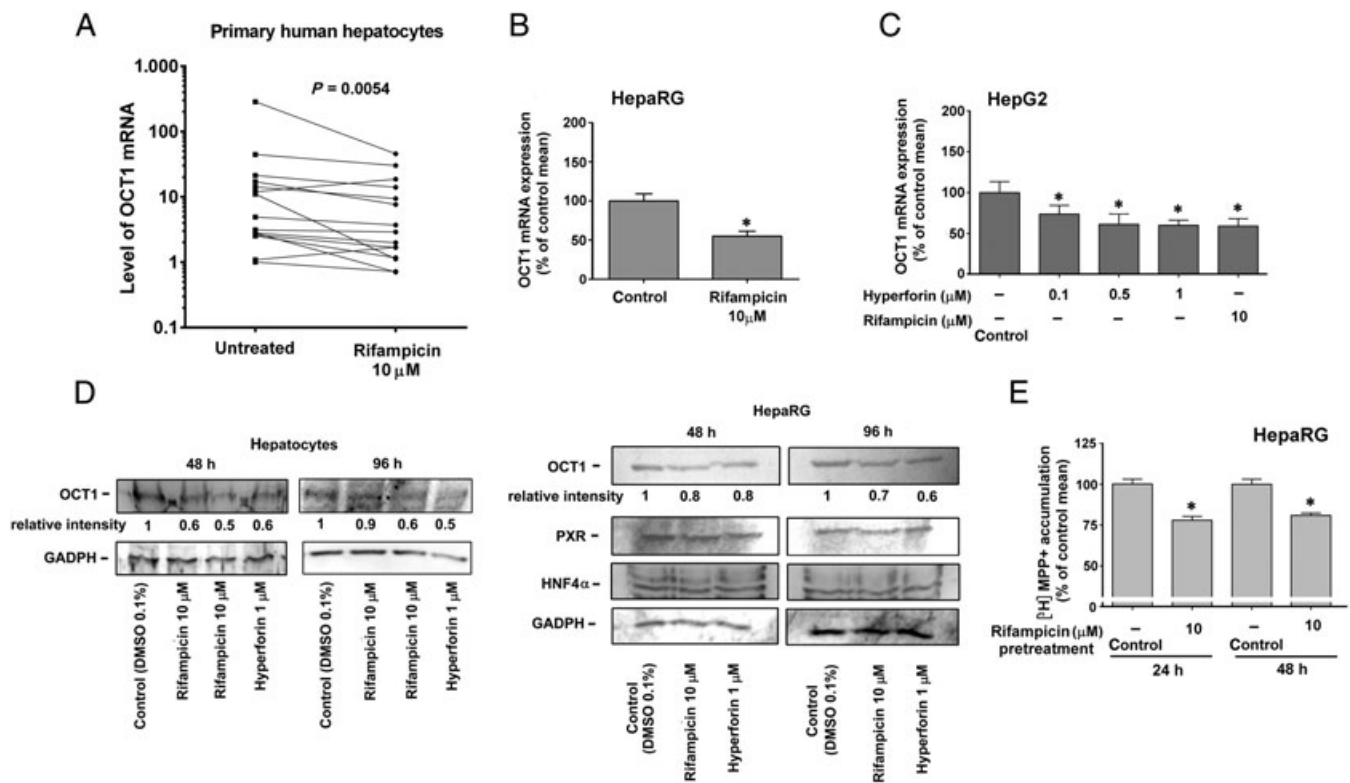 A
Primary human hepatocytes
Level of OCT1 mRNA
1.000
100
10
1
0.1
P = 0.0054
Untreated
Rifampicin
10 μM
B
HepaRG
OCT1 mRNA expression
(% of control mean)
200
150
100
50
0
*
Control
Rifampicin
10μM
C
HepG2
OCT1 mRNA expression
(% of control mean)
200
150
100
50
0
* * * *
Hyperforin (μM) – 0.1 0.5 1 –
Rifampicin (μM) – – – – 10
Control
D
Hepatocytes
48 h 96 h
OCT1 –
relative intensity 1 0.6 0.5 0.6 1 0.9 0.6 0.5
GADPH –
Control (DMSO 0.1%)
Rifampicin 10 μM
Rifampicin 10 μM
Hyperforin 1 μM
Control (DMSO 0.1%)
Rifampicin 10 μM
Rifampicin 10 μM
Hyperforin 1 μM
HepaRG
48 h 96 h
OCT1 –
relative intensity 1 0.8 0.8 1 0.7 0.6
PXR –
HNF4α –
GADPH –
Control
(DMSO 0.1%)
Rifampicin 10 μM
Hyperforin 1 μM
Control
(DMSO 0.1%)
Rifampicin 10 μM
Hyperforin 1 μM
E
HepaRG
MPP+ accumulation
(% of control mean)
125
100
75
50
25
0
* *
Rifampicin (μM) – 10 – 10
pretreatment Control Control
24 h 48 h